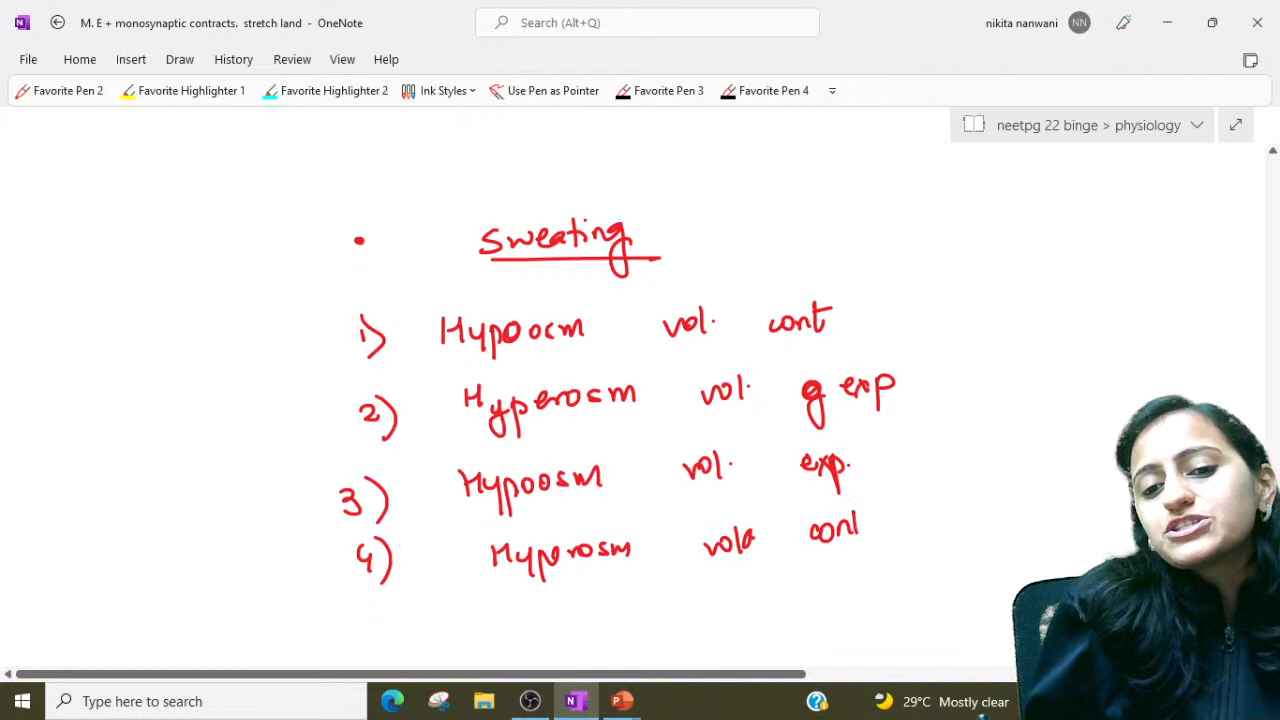 M. E + monosynaptic contracts. stretch land - OneNote
Search (Alt+Q)
nikita nanwani NN
File Home Insert Draw History Review View Help
Favorite Pen 2 Favorite Highlighter 1 Favorite Highlighter 2 Ink Styles Use Pen as Pointer Favorite Pen 3 Favorite Pen 4
neetpg 22 binge > physiology
• Sweating
1) Hypoosm vol. cont
2) Hyperosm vol. exp
3) Hypoosm vol. exp.
4) Hyperosm vol cont
Type here to search
29°C Mostly clear